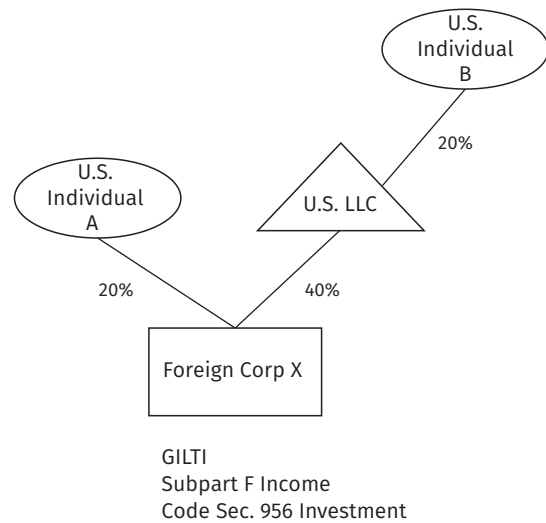 U.S.
Individual
B
20%
U.S.
Individual
A
U.S. LLC
20%
40%
Foreign Corp X
GILTI
Subpart F Income
Code Sec. 956 Investment